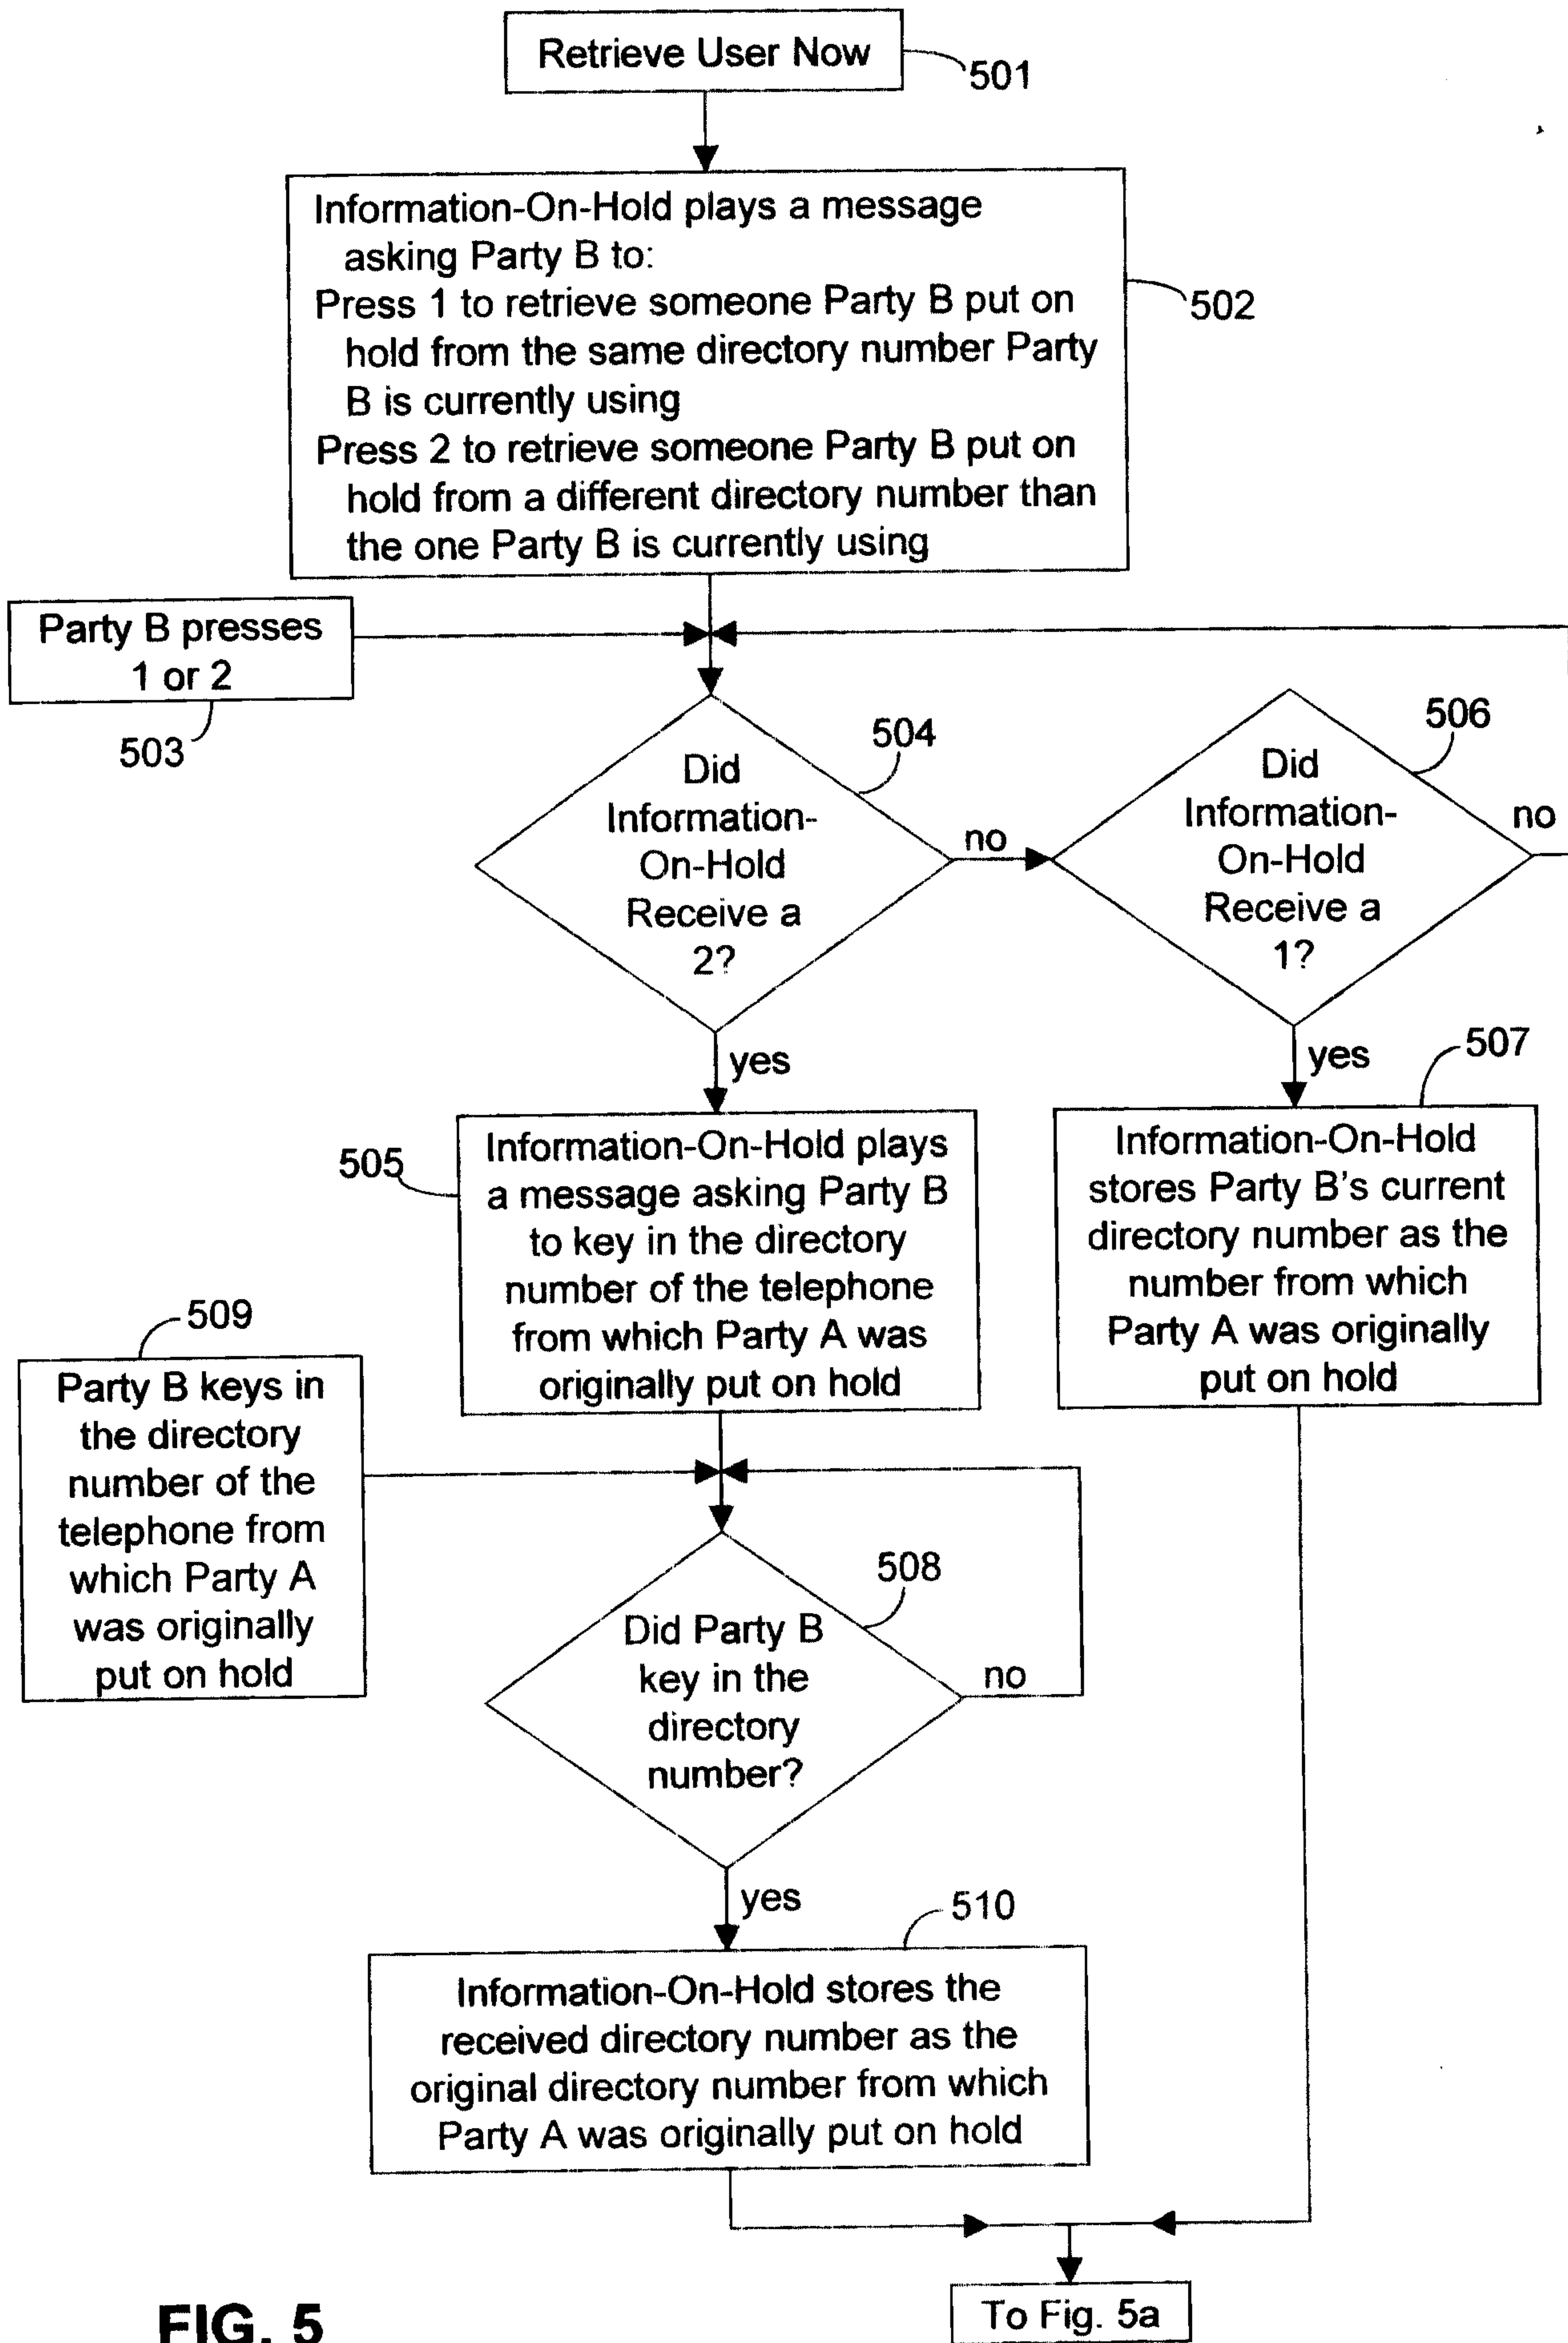 Retrieve User Now
501
Information-On-Hold plays a message
asking Party B to:
Press 1 to retrieve someone Party B put on
hold from the same directory number Party
B is currently using
Press 2 to retrieve someone Party B put on
hold from a different directory number than
the one Party B is currently using
502
Party B presses
1 or 2
503
504
Did
Information-
On-Hold
Receive a
2?
no
506
Did
Information-
On-Hold
Receive a
1?
no
yes
yes
505
Information-On-Hold plays
a message asking Party B
to key in the directory
number of the telephone
from which Party A was
originally put on hold
507
Information-On-Hold
stores Party B's current
directory number as the
number from which
Party A was originally
put on hold
509
Party B keys in
the directory
number of the
telephone from
which Party A
was originally
put on hold
508
Did Party B
key in the
directory
number?
no
yes
510
Information-On-Hold stores the
received directory number as the
original directory number from which
Party A was originally put on hold
To Fig. 5a
FIG. 5